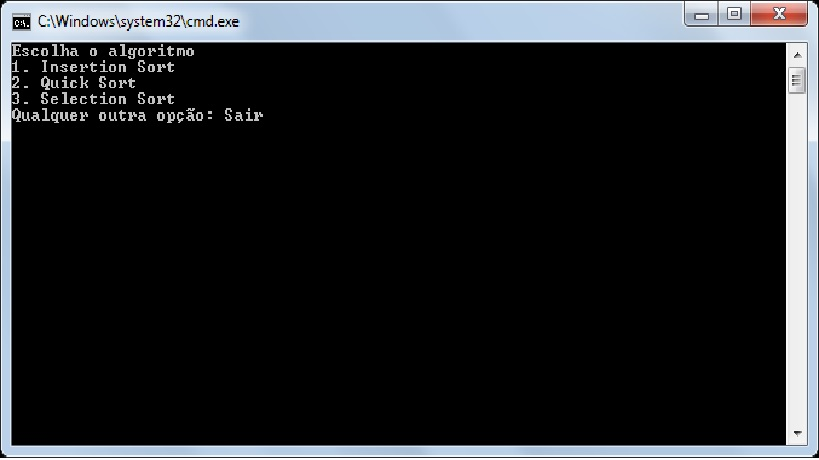 C:\Windows\system32\cmd.exe
Escolha o algoritmo
1. Insertion Sort
2. Quick Sort
3. Selection Sort
Qualquer outra opção: Sair